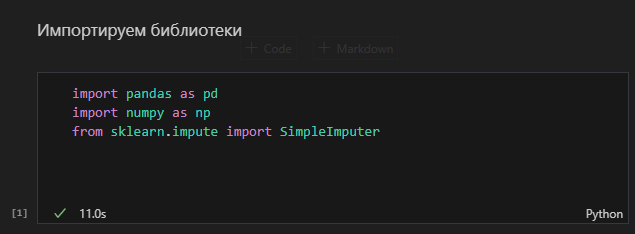 Импортируем библиотеки
+ Code + Markdown
import pandas as pd
import numpy as np
from sklearn.impute import SimpleImputer
[1] 11.0s Python